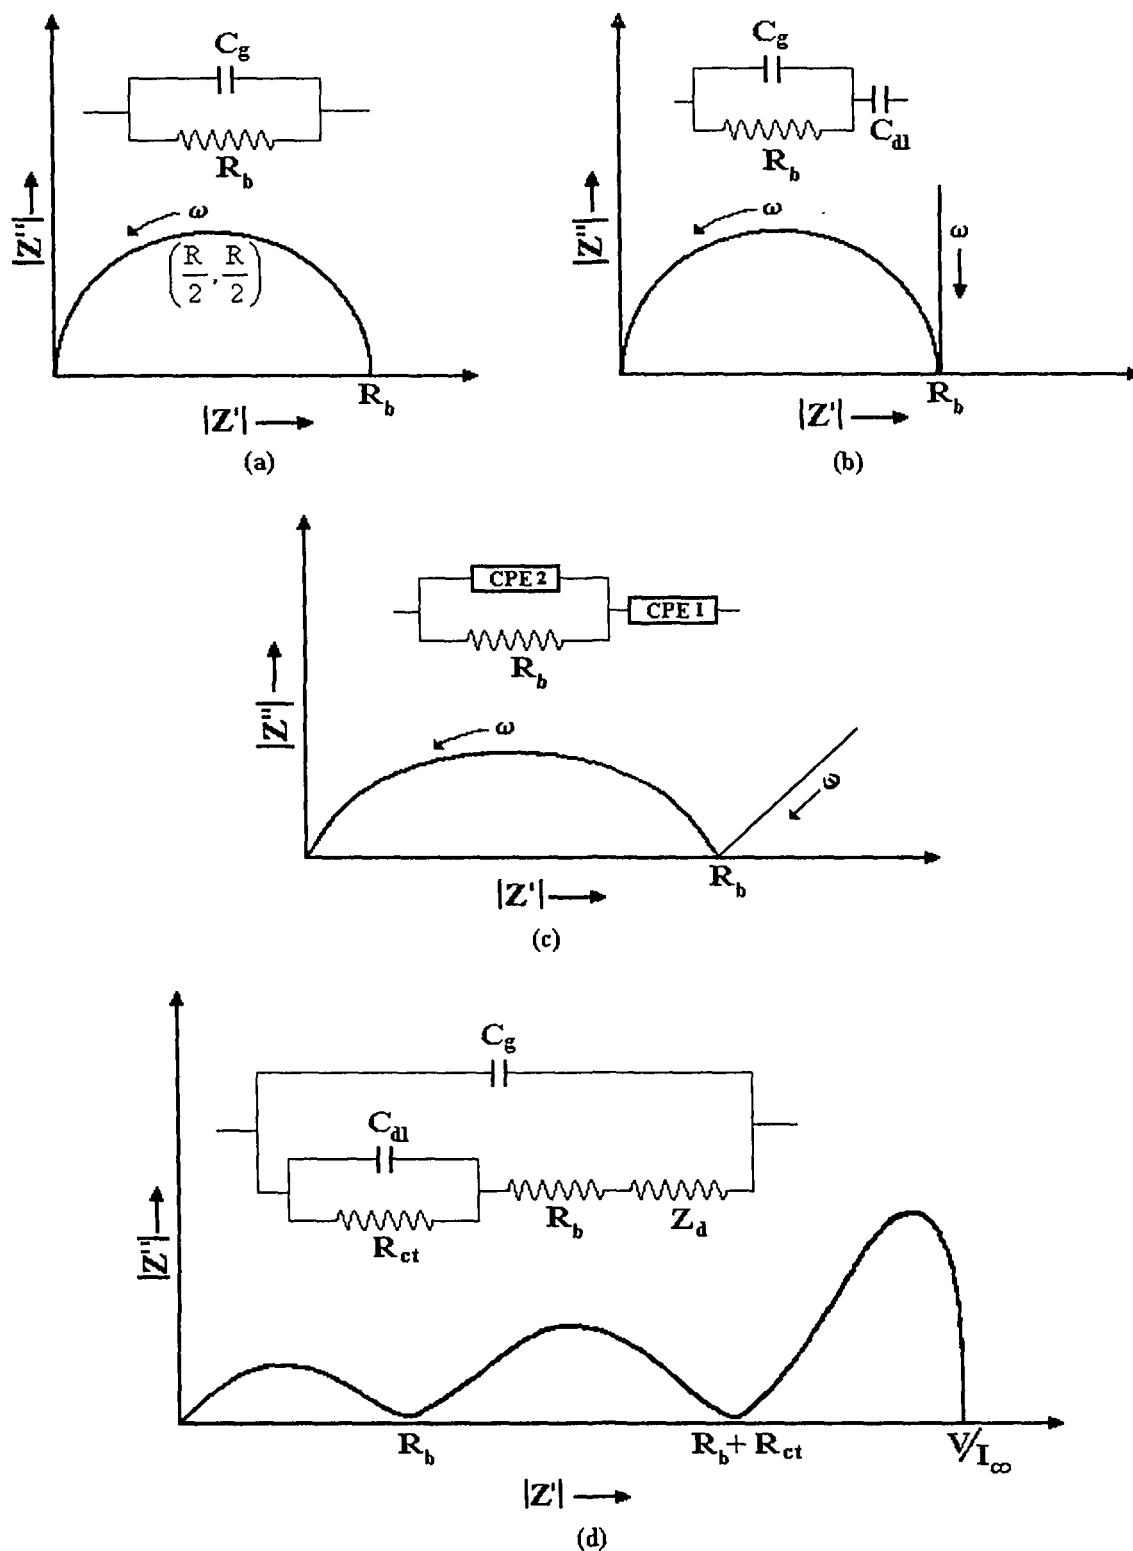 C_g
R_b
|Z''|
ω
(R/2, R/2)
R_b
|Z'|
(a)
C_g
C_dl
R_b
|Z''|
ω
ω
R_b
|Z'|
(b)
CPE 2
CPE 1
R_b
|Z''|
ω
ω
R_b
|Z'|
(c)
C_g
C_dl
R_b
Z_d
R_ct
|Z''|
R_b
R_b + R_ct
V/I_∞
|Z'|
(d)